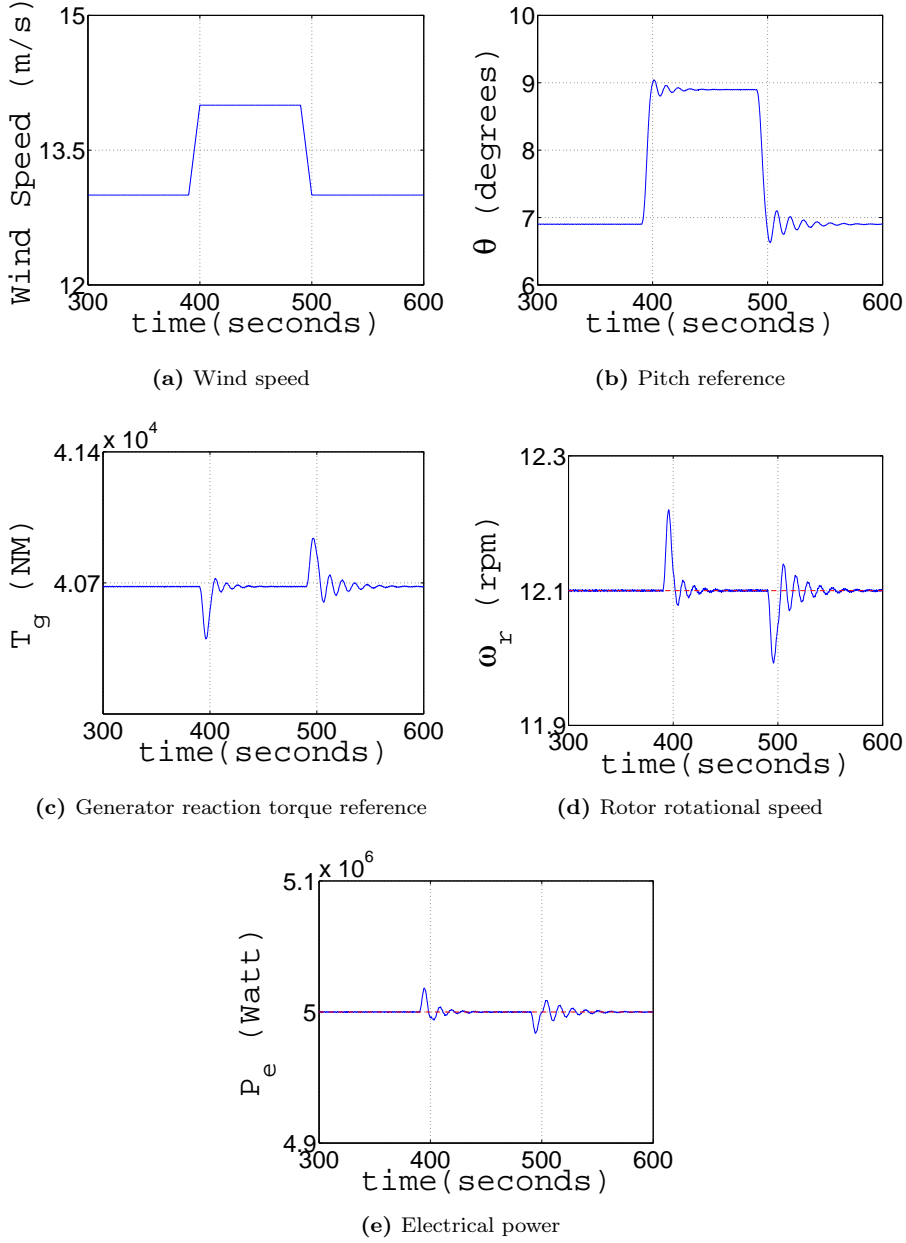 15
13.5
12
300 400 500 600
Wind Speed (m/s)
time(seconds)
(a) Wind speed
10
9
8
7
6
300 400 500 600
θ (degrees)
time(seconds)
(b) Pitch reference
4.14 x 10^4
4.07
300 400 500 600
T_g (NM)
time(seconds)
(c) Generator reaction torque reference
12.3
12.1
11.9
300 400 500 600
ω_r (rpm)
time(seconds)
(d) Rotor rotational speed
5.1 x 10^6
5
4.9
300 400 500 600
P_e (Watt)
time(seconds)
(e) Electrical power